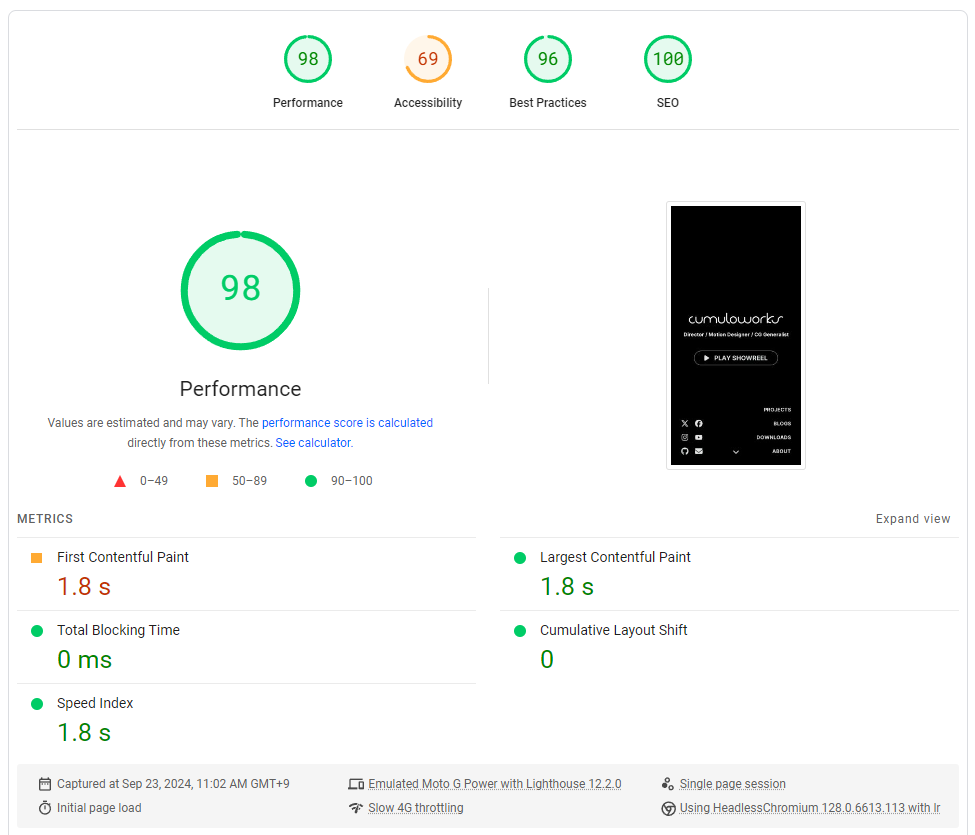 98
69
96
100
Performance
Accessibility
Best Practices
SEO
98
Performance
Values are estimated and may vary. The performance score is calculated
directly from these metrics. See calculator.
0–49
50–89
90–100
cumuloworks
Director / Motion Designer / CG Generalist
PLAY SHOWREEL
PROJECTS
BLOGS
DOWNLOADS
ABOUT
METRICS
Expand view
First Contentful Paint
1.8 s
Largest Contentful Paint
1.8 s
Total Blocking Time
0 ms
Cumulative Layout Shift
0
Speed Index
1.8 s
Captured at Sep 23, 2024, 11:02 AM GMT+9
Emulated Moto G Power with Lighthouse 12.2.0
Single page session
Initial page load
Slow 4G throttling
Using HeadlessChromium 128.0.6613.113 with lr